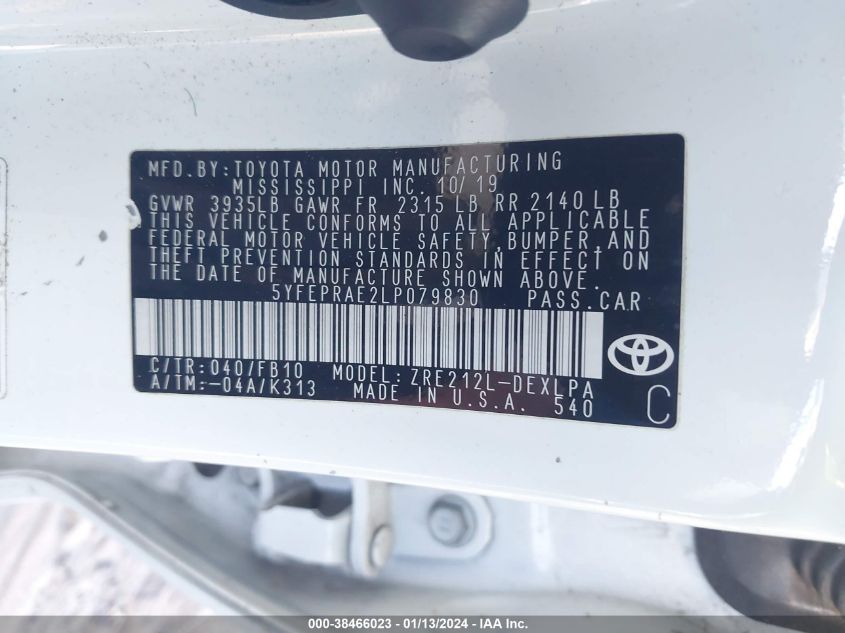 MFD. BY: TOYOTA MOTOR MANUFACTURING
MISSISSIPPI INC. 10/19
GVWR 3935LB GAWR FR 2315 LB RR 2140 LB
THIS VEHICLE CONFORMS TO ALL APPLICABLE
FEDERAL MOTOR VEHICLE SAFETY, BUMPER, AND
THEFT PREVENTION STANDARDS IN EFFECT ON
THE DATE OF MANUFACTURE SHOWN ABOVE.
5YFEPRAE2LP079830 PASS. CAR
C/TR: 040/FB10 MODEL: ZRE212L-DEXLPA
A/TM: -04A/K313 MADE IN U.S.A. 540
C
000-38466023 - 01/13/2024 - IAA Inc.